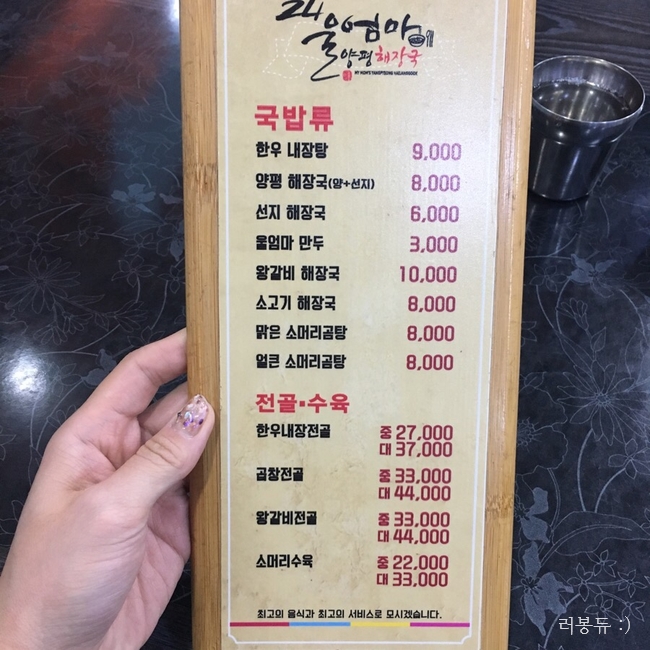 24
울엄마
양평해장국
MY MOM'S YANGPYEONG HAEJANGGOOK
국밥류
한우 내장탕 9,000
양평 해장국(양+선지) 8,000
선지 해장국 6,000
울엄마 만두 3,000
왕갈비 해장국 10,000
소고기 해장국 8,000
맑은 소머리곰탕 8,000
얼큰 소머리곰탕 8,000
전골·수육
한우내장전골 중 27,000
대 37,000
곱창전골 중 33,000
대 44,000
왕갈비전골 중 33,000
대 44,000
소머리수육 중 22,000
대 33,000
최고의 음식과 최고의 서비스로 모시겠습니다.
러봉듀 :)